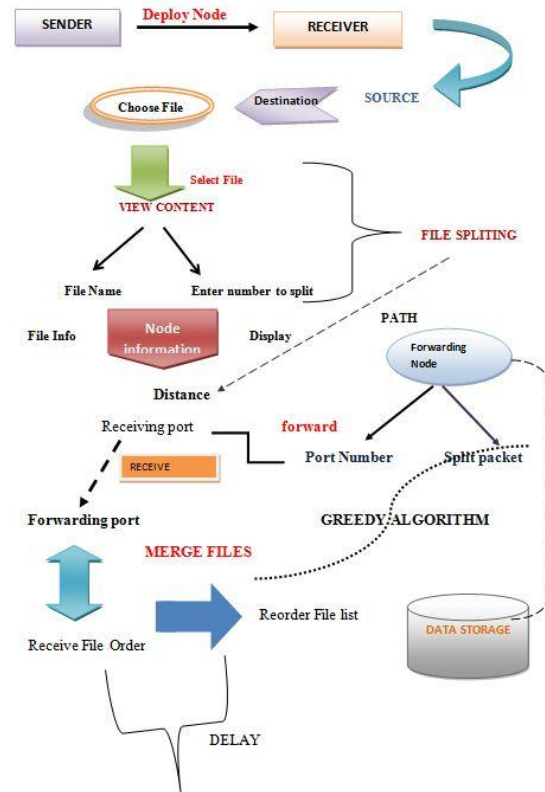 SENDER
Deploy Node
RECEIVER
Choose File
Destination
SOURCE
Select File
VIEW CONTENT
FILE SPLITING
File Name
Enter number to split
File Info
Node
information
Display
PATH
Forwarding
Node
Distance
Receiving port
forward
Port Number
Split packet
RECEIVE
Forwarding port
GREEDY ALGORITHM
MERGE FILES
Reorder File list
DATA STORAGE
Receive File Order
DELAY